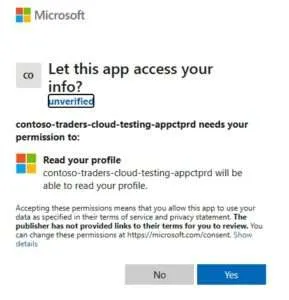 Microsoft
CO
Let this app access your
info?
unverified
contoso-traders-cloud-testing-appctprd needs your
permission to:
Read your profile
contoso-traders-cloud-testing-appctprd will be
able to read your profile.
Accepting these permissions means that you allow this app to use your
data as specified in their terms of service and privacy statement. The
publisher has not provided links to their terms for you to review. You
can change these permissions at https://microsoft.com/consent. Show
details
No
Yes